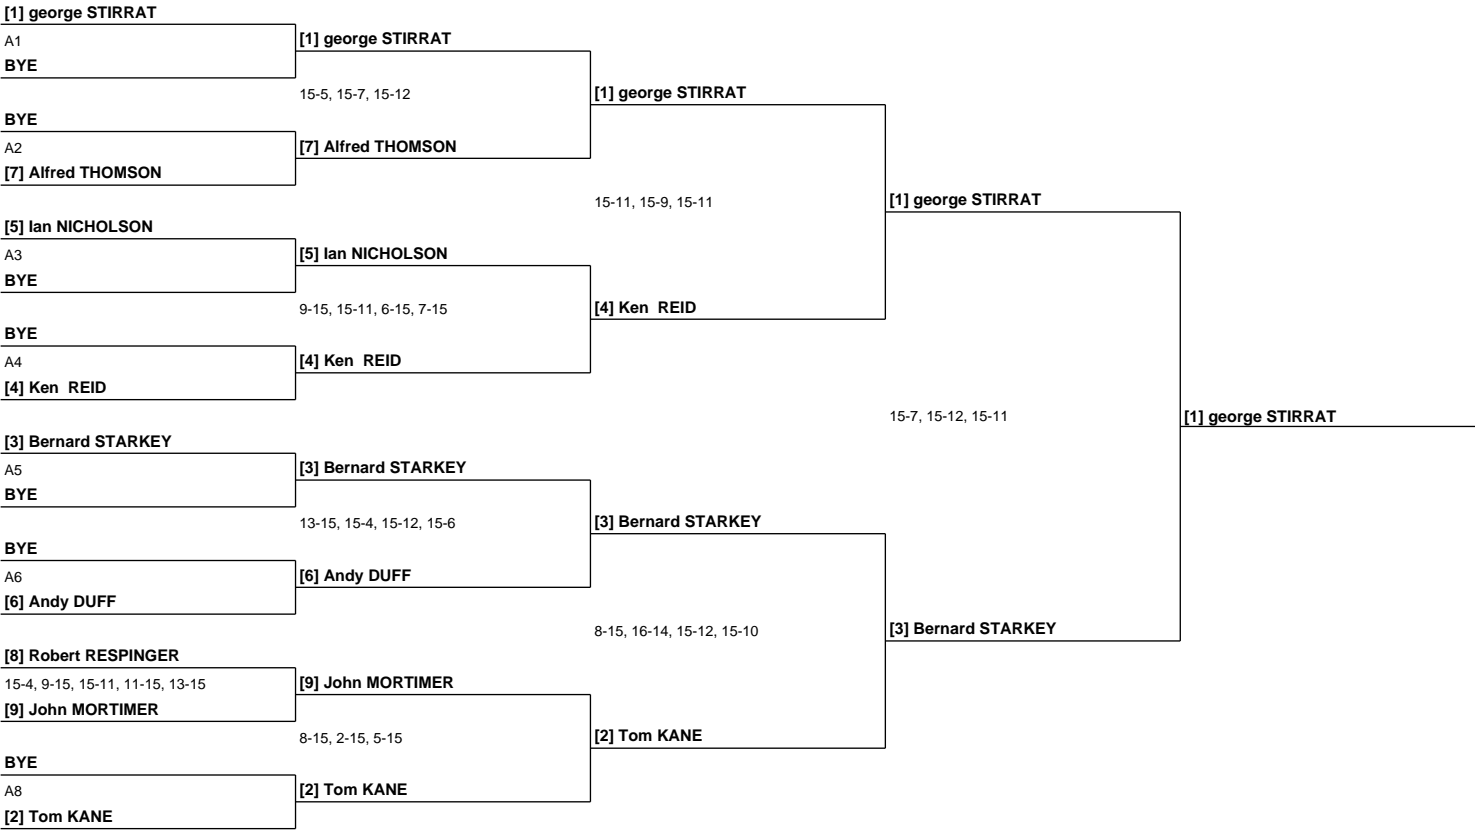 [1] george STIRRAT
A1
BYE
[1] george STIRRAT
15-5, 15-7, 15-12
BYE
A2
[7] Alfred THOMSON
[7] Alfred THOMSON
[1] george STIRRAT
15-11, 15-9, 15-11
[5] Ian NICHOLSON
A3
BYE
[5] Ian NICHOLSON
9-15, 15-11, 6-15, 7-15
BYE
A4
[4] Ken  REID
[4] Ken  REID
[4] Ken  REID
[1] george STIRRAT
15-7, 15-12, 15-11
[1] george STIRRAT
[3] Bernard STARKEY
A5
BYE
[3] Bernard STARKEY
13-15, 15-4, 15-12, 15-6
BYE
A6
[6] Andy DUFF
[6] Andy DUFF
[3] Bernard STARKEY
8-15, 16-14, 15-12, 15-10
[3] Bernard STARKEY
[8] Robert RESPINGER
15-4, 9-15, 15-11, 11-15, 13-15
[9] John MORTIMER
[9] John MORTIMER
8-15, 2-15, 5-15
[2] Tom KANE
BYE
A8
[2] Tom KANE
[2] Tom KANE